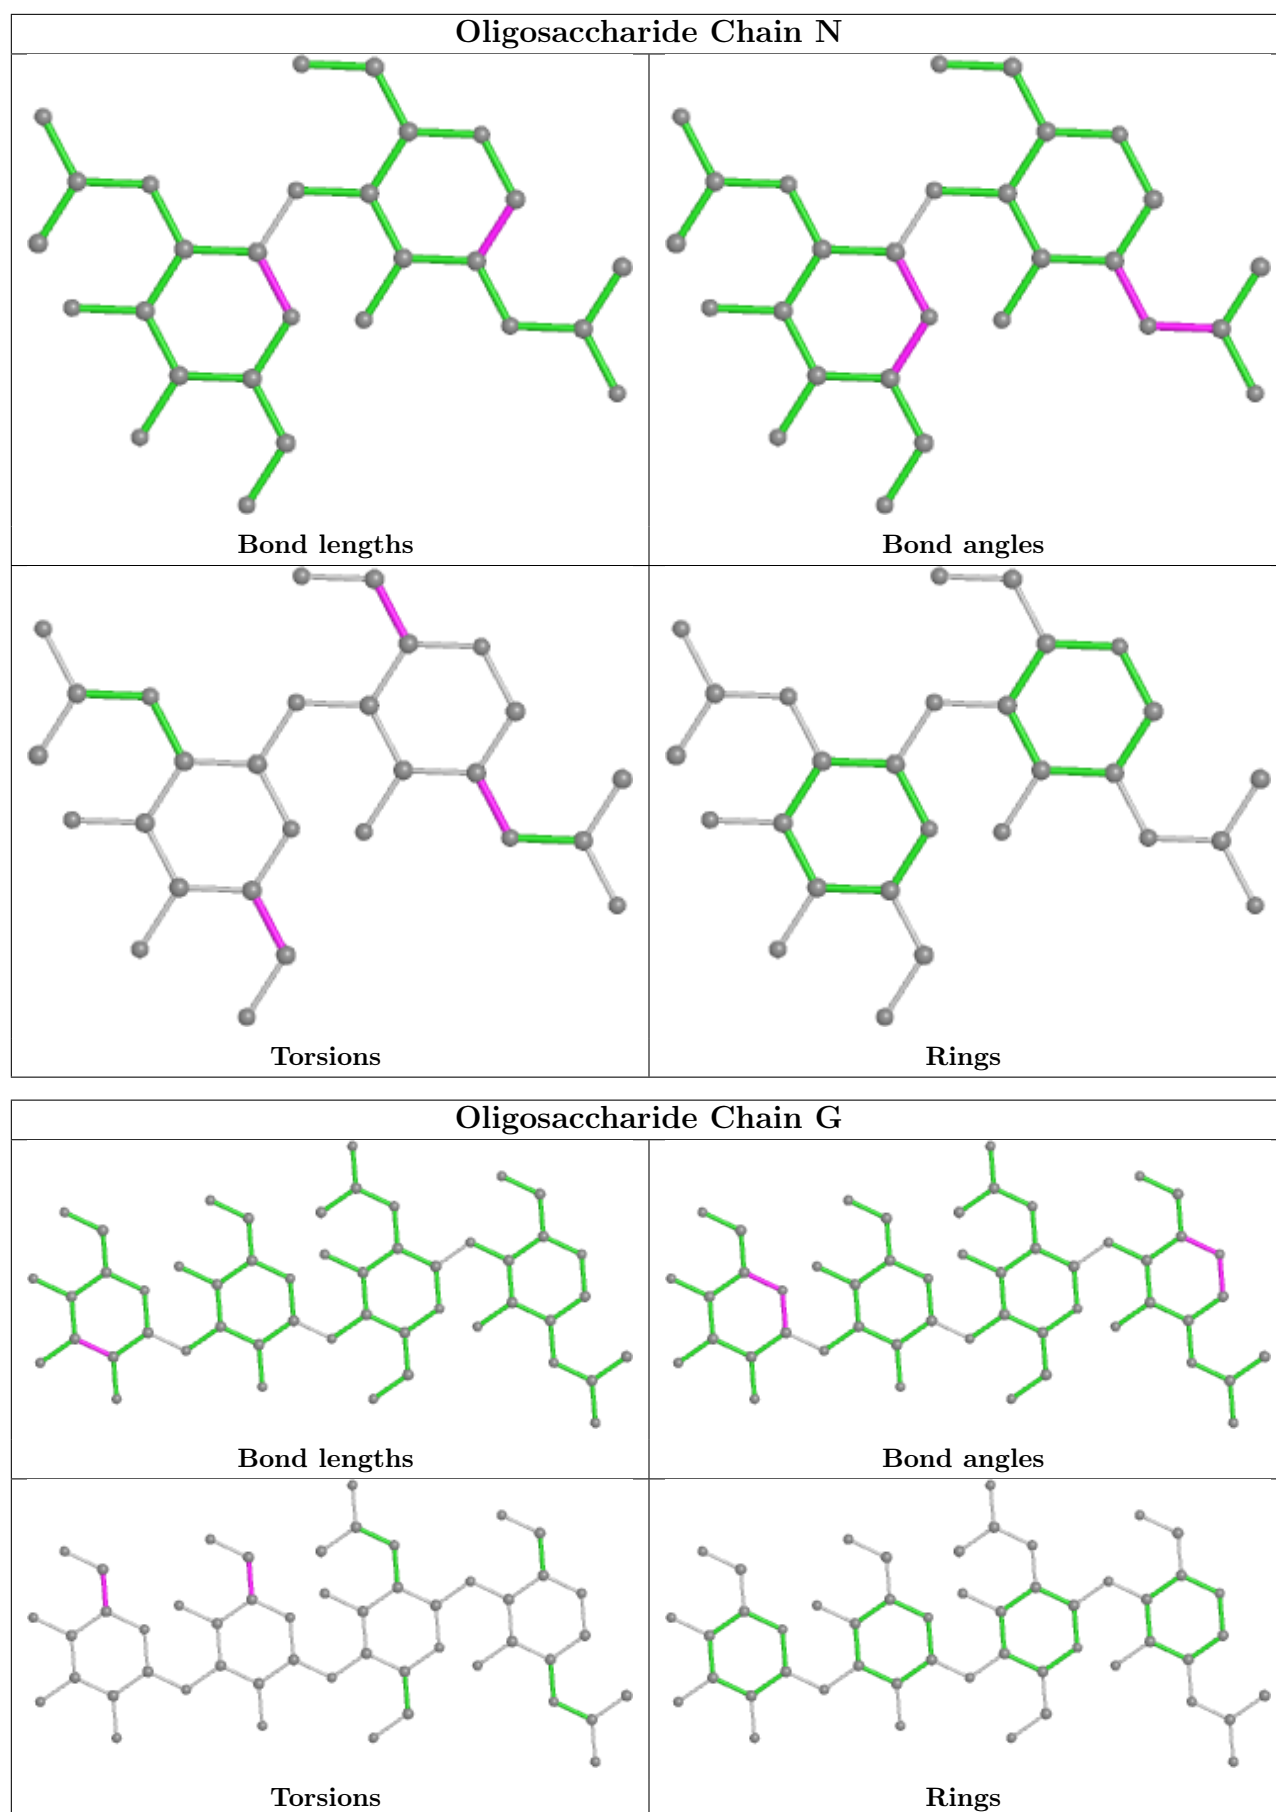 Oligosaccharide Chain N
Bond lengths
Bond angles
Torsions
Rings
Oligosaccharide Chain G
Bond lengths
Bond angles
Torsions
Rings